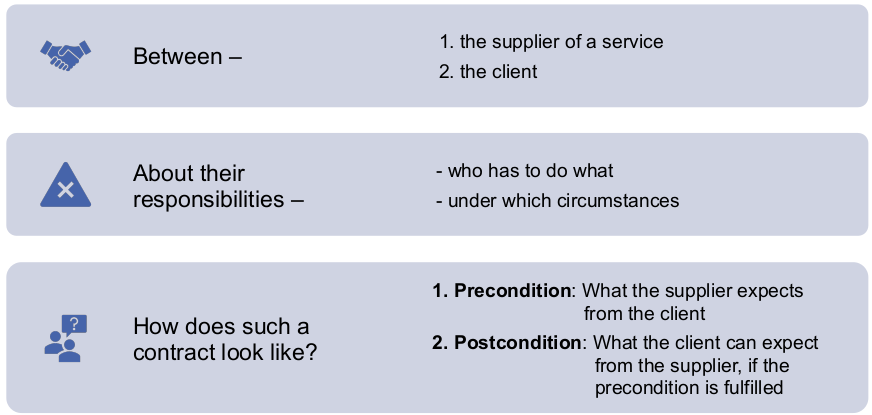 Between –
1. the supplier of a service
2. the client
About their
responsibilities –
- who has to do what
- under which circumstances
?
How does such a
contract look like?
1. Precondition: What the supplier expects
from the client
2. Postcondition: What the client can expect
from the supplier, if the
precondition is fulfilled